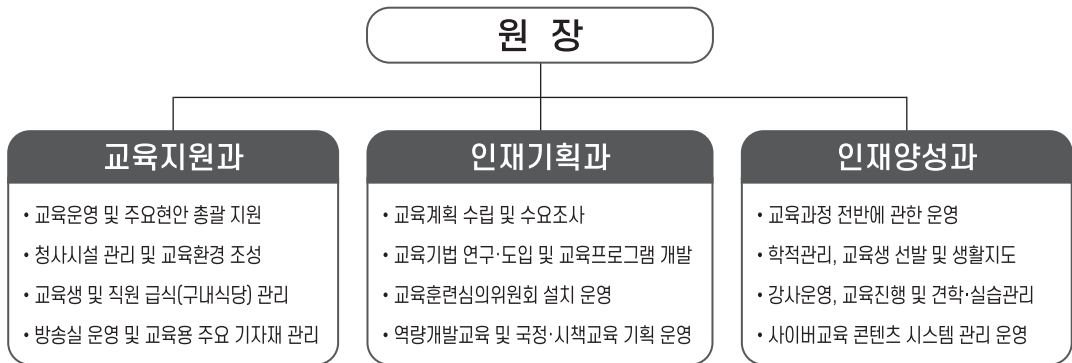 원 장
교육지원과
• 교육운영 및 주요현안 총괄 지원
• 청사시설 관리 및 교육환경 조성
• 교육생 및 직원 급식(구내식당) 관리
• 방송실 운영 및 교육용 주요 기자재 관리
인재기획과
• 교육계획 수립 및 수요조사
• 교육기법 연구·도입 및 교육프로그램 개발
• 교육훈련심의위원회 설치 운영
• 역량개발교육 및 국정·시책교육 기획 운영
인재양성과
• 교육과정 전반에 관한 운영
• 학적관리, 교육생 선발 및 생활지도
• 강사운영, 교육진행 및 견학·실습관리
• 사이버교육 콘텐츠 시스템 관리 운영